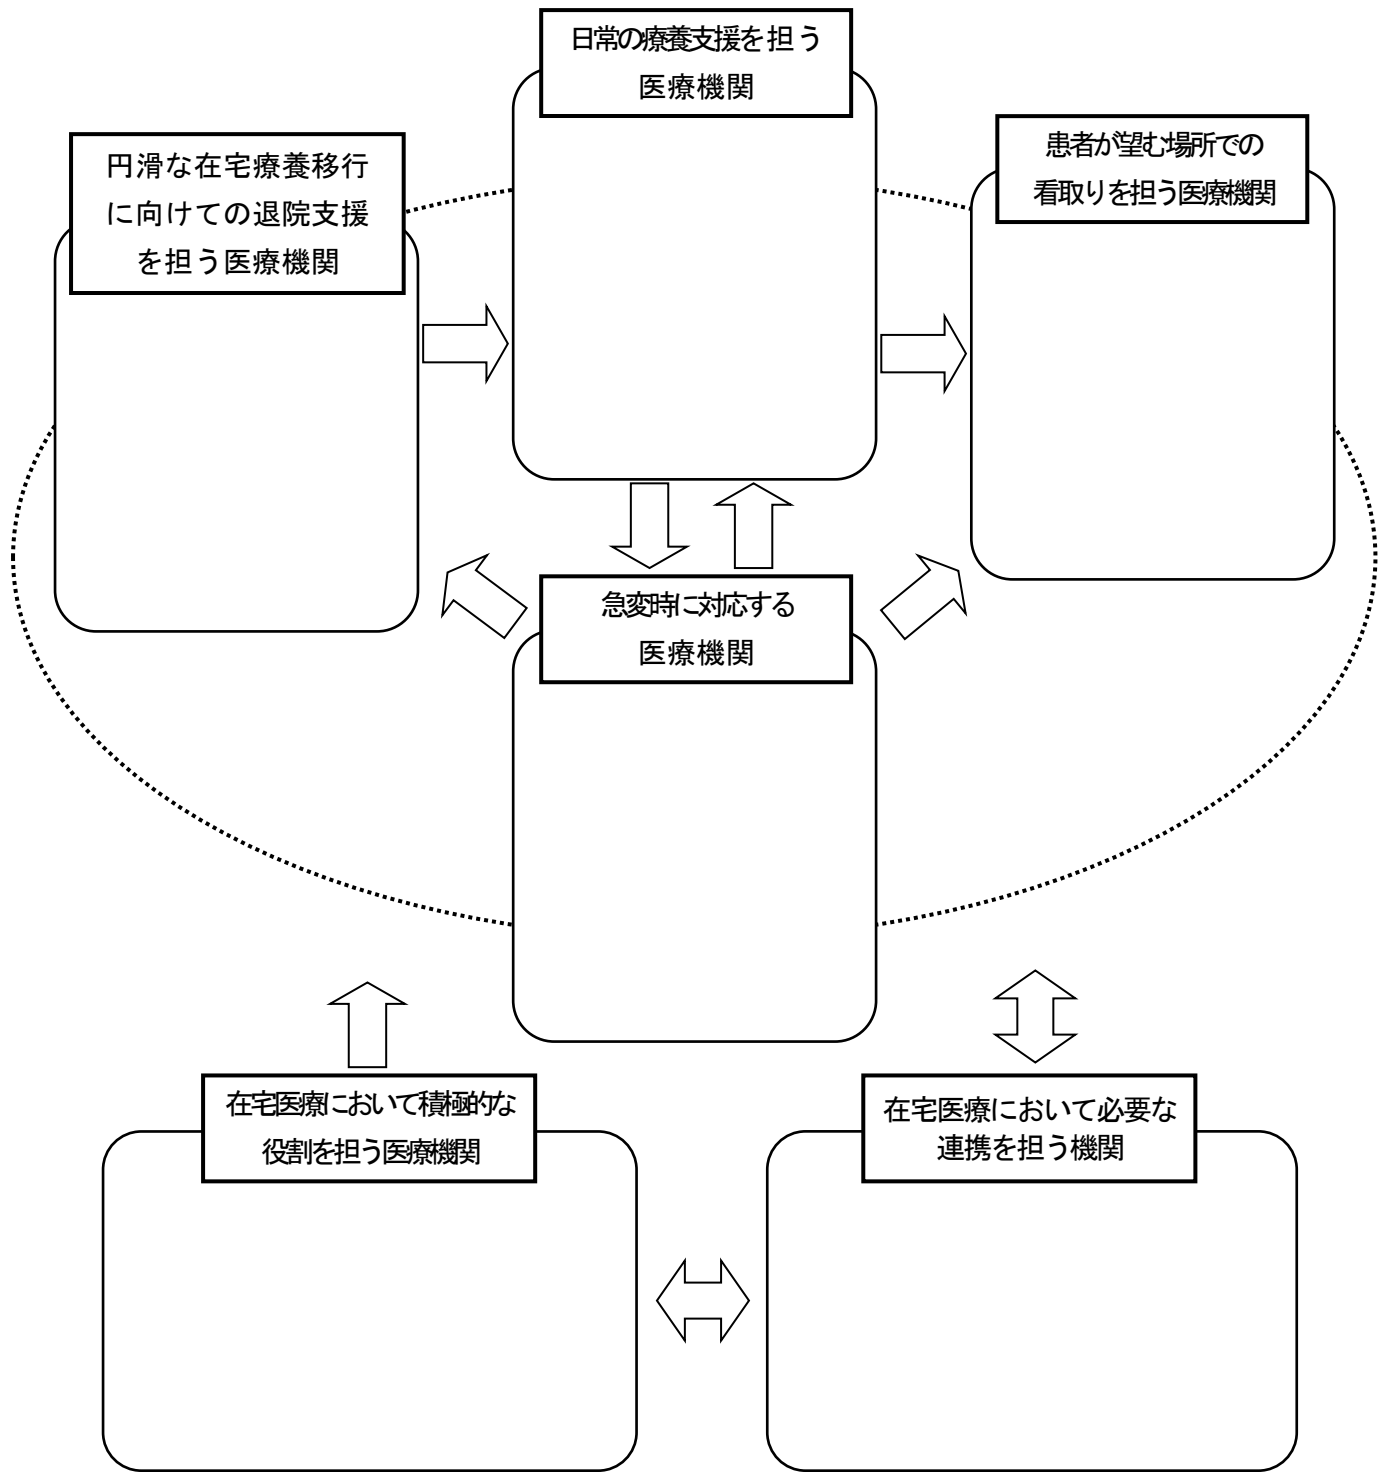 日常の療養支援を担う
医療機関
円滑な在宅療養移行
に向けての退院支援
を担う医療機関
患者が望む場所での
看取りを担う医療機関
急変時に対応する
医療機関
在宅医療において積極的な
役割を担う医療機関
在宅医療において必要な
連携を担う機関